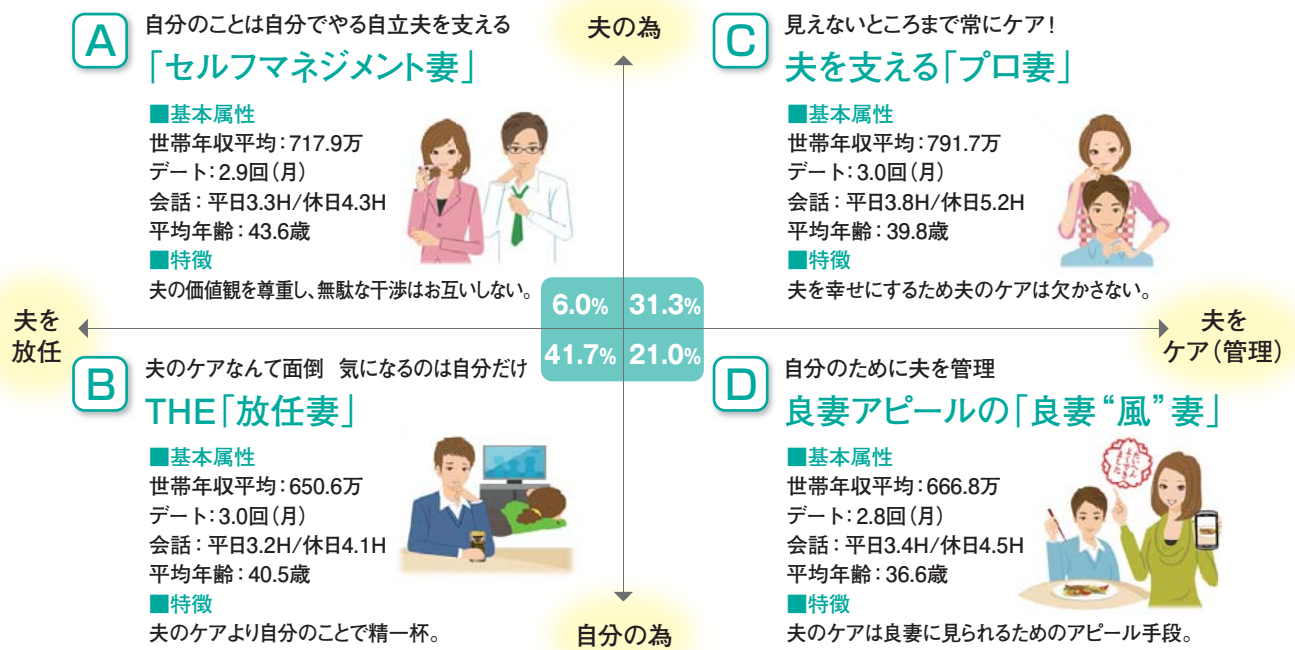 A
自分のことは自分でやる自立夫を支える
「セルフマネジメント妻」
■基本属性
世帯年収平均：717.9万
デート：2.9回（月）
会話：平日3.3H/休日4.3H
平均年齢：43.6歳
■特徴
夫の価値観を尊重し、無駄な干渉はお互いしない。
夫の為
C
見えないところまで常にケア！
夫を支える「プロ妻」
■基本属性
世帯年収平均：791.7万
デート：3.0回（月）
会話：平日3.8H/休日5.2H
平均年齢：39.8歳
■特徴
夫を幸せにするため夫のケアは欠かさない。
6.0% 31.3%
41.7% 21.0%
夫を
放任
夫を
ケア（管理）
B
夫のケアなんて面倒 気になるのは自分だけ
THE「放任妻」
■基本属性
世帯年収平均：650.6万
デート：3.0回（月）
会話：平日3.2H/休日4.1H
平均年齢：40.5歳
■特徴
夫のケアより自分のことで精一杯。
自分の為
D
自分のために夫を管理
良妻アピールの「良妻“風”妻」
■基本属性
世帯年収平均：666.8万
デート：2.8回（月）
会話：平日3.4H/休日4.5H
平均年齢：36.6歳
たいへん
よくでき
ました
■特徴
夫のケアは良妻に見られるためのアピール手段。